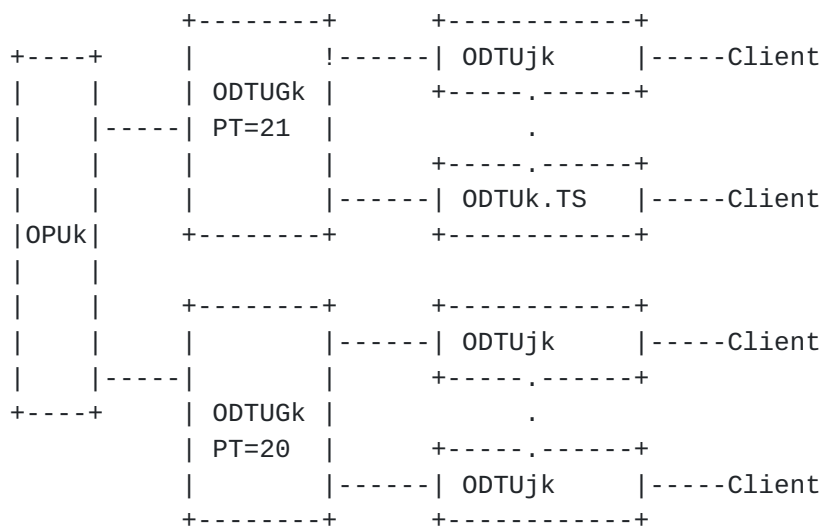 +--------+      +------------+
+----+       |        !------| ODTUjk     |-----Client
|    |       | ODTUGk |      +-----.------+
|    |-----| PT=21  |            .
|    |       |        |      +-----.------+
|    |       |        |------| ODTUk.TS   |-----Client
|OPUk|       +--------+      +------------+
|    |
|    |       +--------+      +------------+
|    |       |        |------| ODTUjk     |-----Client
|    |-----|        |      +-----.------+
+----+       | ODTUGk |            .
             | PT=20  |      +-----.------+
             |        |------| ODTUjk     |-----Client
             +--------+      +------------+